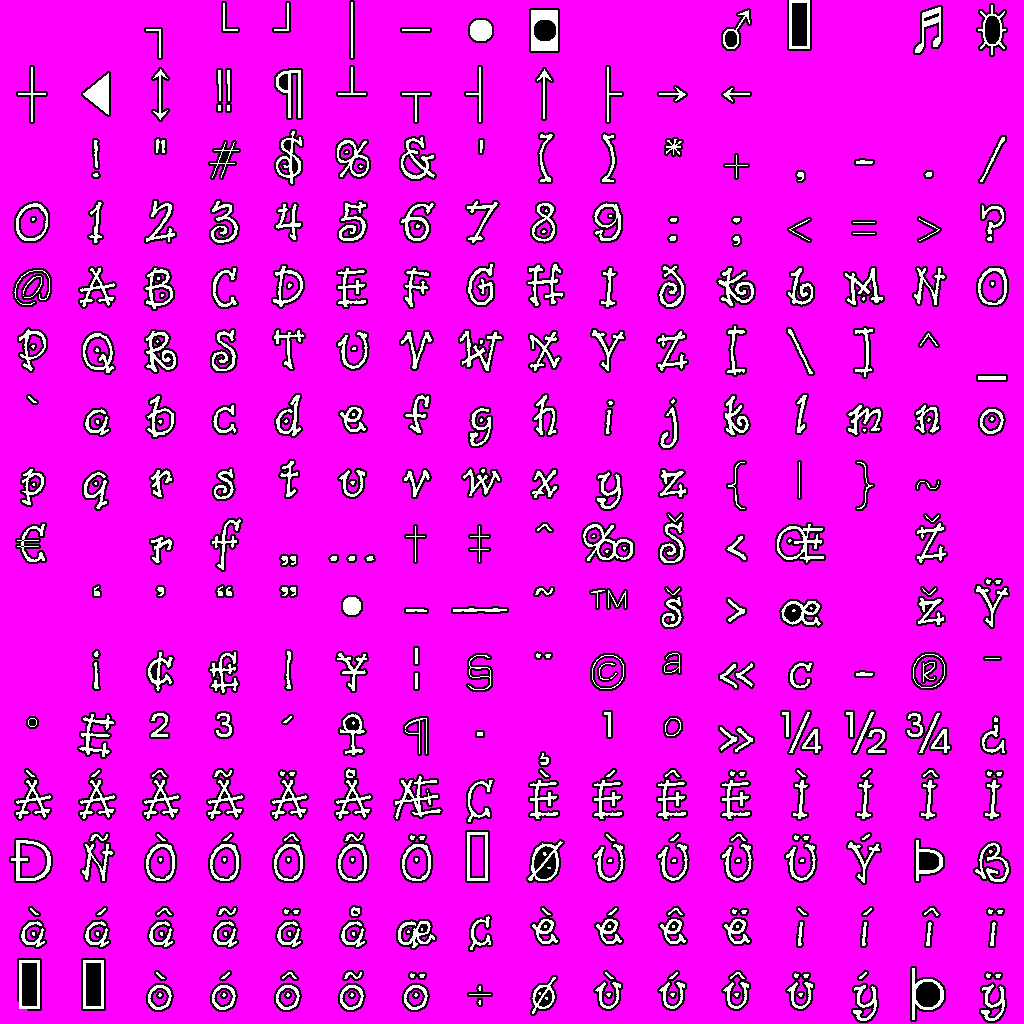 ┐ └ ┘ │ ─ ● ◘ ♂ ▯ ♫ ☼
┼ ◄ ↕ ‼ ¶ ┴ ┬ ┤ ↑ ├ → ←
! " # $ % & ' ( ) * + , - . /
0 1 2 3 4 5 6 7 8 9 : ; < = > ?
@ A B C D E F G H I J K L M N O
P Q R S T U V W X Y Z [ \ ] ^ _
` a b c d e f g h i j k l m n o
p q r s t u v w x y z { | } ~
€ r f „ … † ‡ ˆ ‰ Š ‹ Œ Ž
‘ ’ “ ” • – — ˜ ™ š › œ ž Ÿ
¡ ¢ £ l ¥ ¦ § ¨ © ª « c - ® ¯
° £ ² ³ ´ ¶ · ¸ ¹ º » ¼ ½ ¾ ¿
À Á Â Ã Ä Å Æ Ç È É Ê Ë Ì Í Î Ï
Ð Ñ Ò Ó Ô Õ Ö ▯ Ø Ù Ú Û Ü Ý Þ ß
à á â ã ä å æ ç è é ê ë ì í î ï
▯ ▯ ò ó ô õ ö ÷ ø ù ú û ü ý þ ÿ